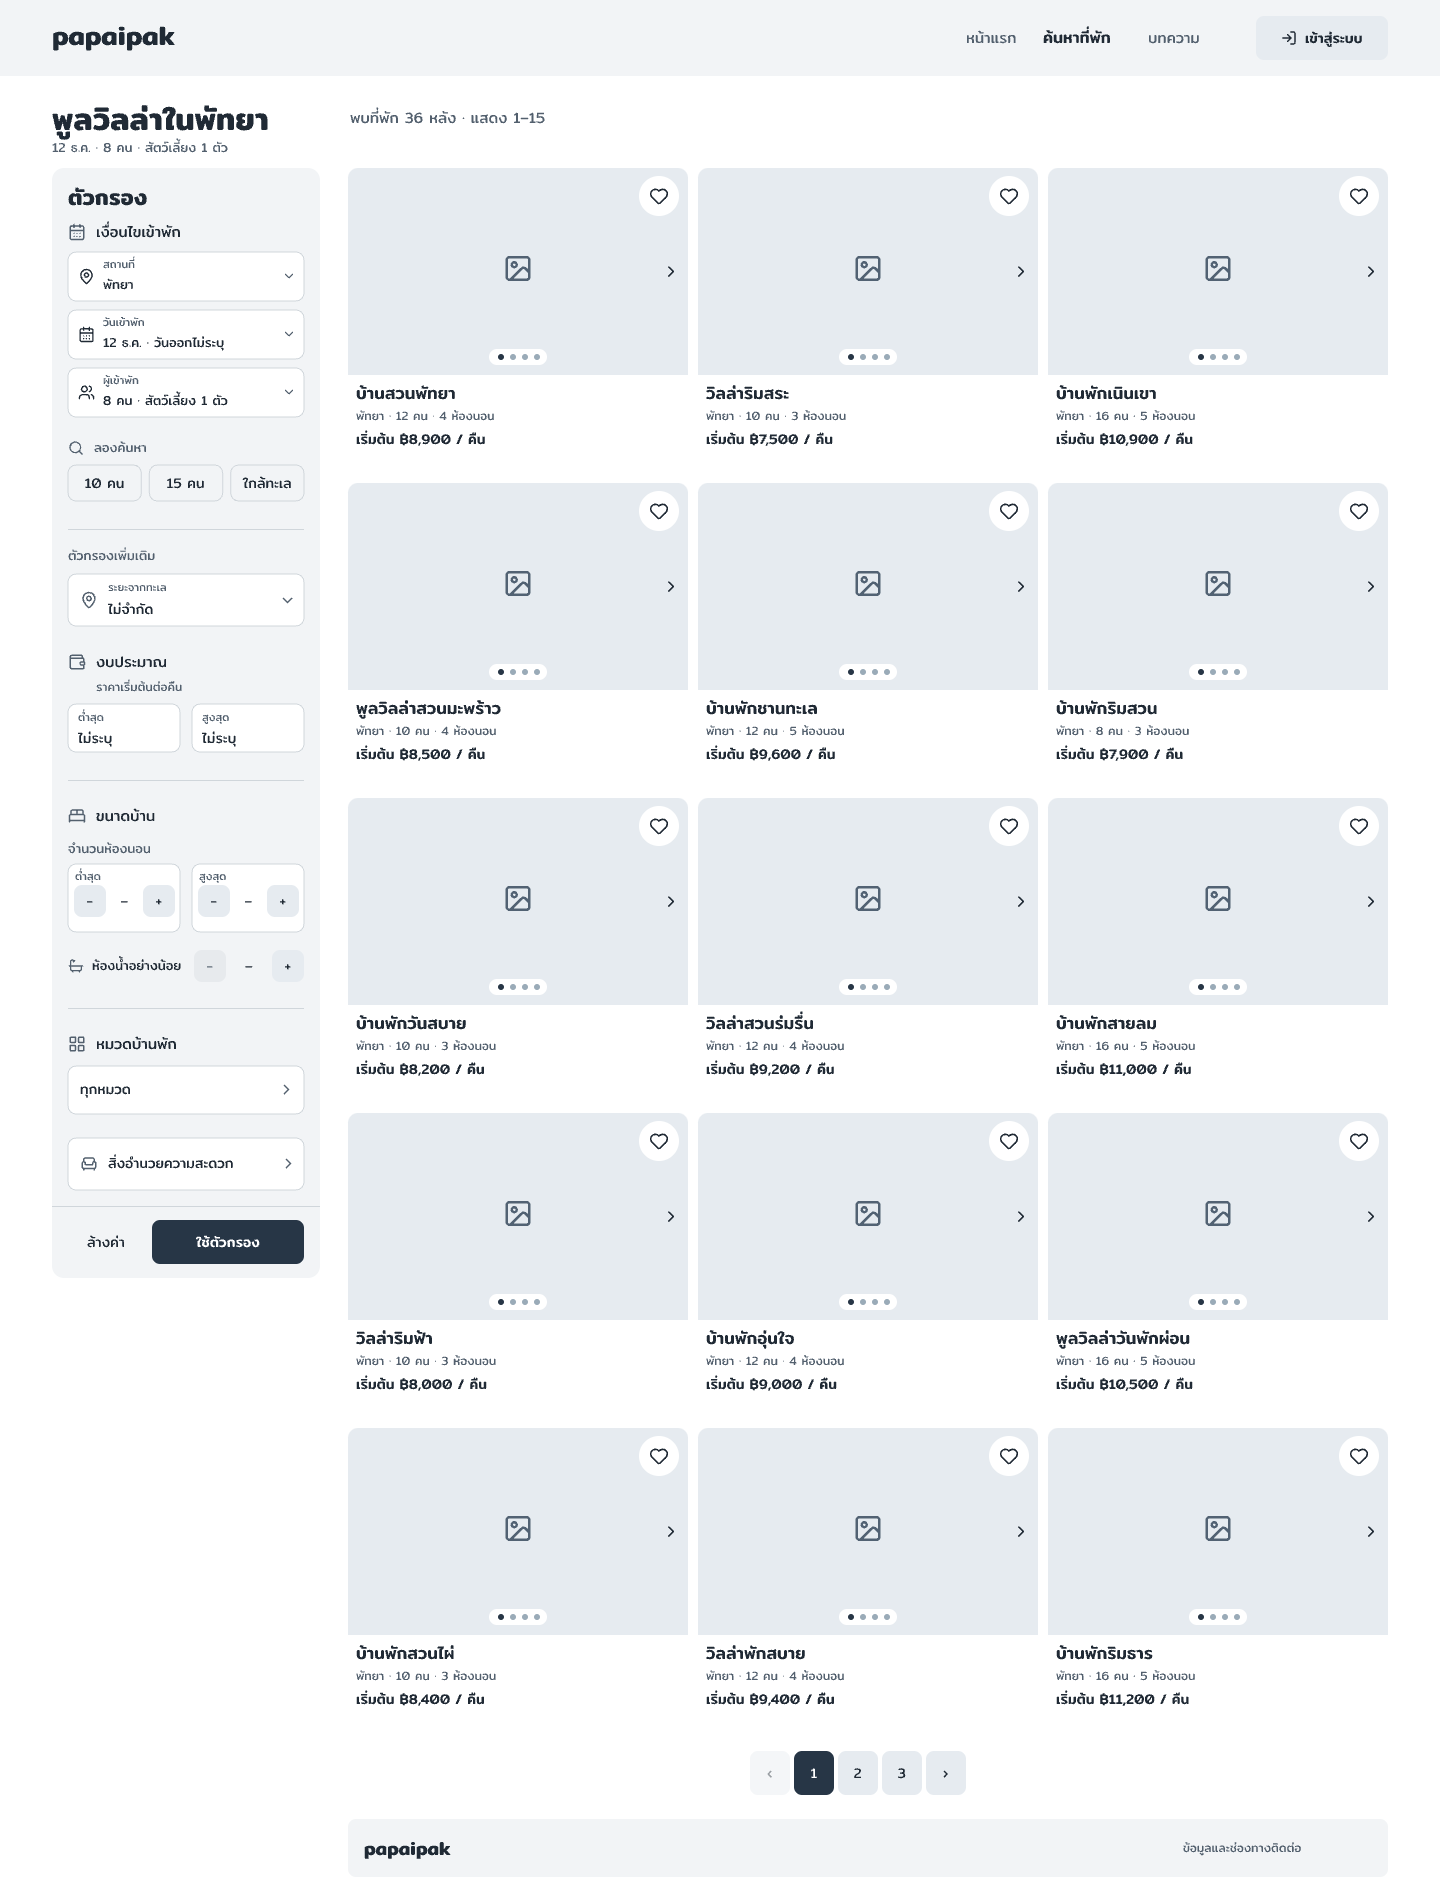 papaipak
หน้าแรก ค้นหาที่พัก บทความ เข้าสู่ระบบ
พูลวิลล่าในพัทยา
12 ธ.ค. · 8 คน · สัตว์เลี้ยง 1 ตัว
พบที่พัก 36 หลัง · แสดง 1–15
ตัวกรอง
เงื่อนไขเข้าพัก
สถานที่
พัทยา
วันเข้าพัก
12 ธ.ค. · วันออกไม่ระบุ
ผู้เข้าพัก
8 คน · สัตว์เลี้ยง 1 ตัว
ลองค้นหา
10 คน 15 คน ใกล้ทะเล
ตัวกรองเพิ่มเติม
ระยะจากทะเล
ไม่จำกัด
งบประมาณ
ราคาเริ่มต้นต่อคืน
ต่ำสุด สูงสุด
ไม่ระบุ ไม่ระบุ
ขนาดบ้าน
จำนวนห้องนอน
ต่ำสุด สูงสุด
− – + − – +
ห้องน้ำอย่างน้อย − – +
หมวดบ้านพัก
ทุกหมวด
สิ่งอำนวยความสะดวก
ล้างค่า ใช้ตัวกรอง
บ้านสวนพัทยา วิลล่าริมสระ บ้านพักเนินเขา
พัทยา · 12 คน · 4 ห้องนอน พัทยา · 10 คน · 3 ห้องนอน พัทยา · 16 คน · 5 ห้องนอน
เริ่มต้น ฿8,900 / คืน เริ่มต้น ฿7,500 / คืน เริ่มต้น ฿10,900 / คืน
พูลวิลล่าสวนมะพร้าว บ้านพักชานทะเล บ้านพักริมสวน
พัทยา · 10 คน · 4 ห้องนอน พัทยา · 12 คน · 5 ห้องนอน พัทยา · 8 คน · 3 ห้องนอน
เริ่มต้น ฿8,500 / คืน เริ่มต้น ฿9,600 / คืน เริ่มต้น ฿7,900 / คืน
บ้านพักวันสบาย วิลล่าสวนร่มรื่น บ้านพักสายลม
พัทยา · 10 คน · 3 ห้องนอน พัทยา · 12 คน · 4 ห้องนอน พัทยา · 16 คน · 5 ห้องนอน
เริ่มต้น ฿8,200 / คืน เริ่มต้น ฿9,200 / คืน เริ่มต้น ฿11,000 / คืน
วิลล่าริมฟ้า บ้านพักอุ่นใจ พูลวิลล่าวันพักผ่อน
พัทยา · 10 คน · 3 ห้องนอน พัทยา · 12 คน · 4 ห้องนอน พัทยา · 16 คน · 5 ห้องนอน
เริ่มต้น ฿8,000 / คืน เริ่มต้น ฿9,000 / คืน เริ่มต้น ฿10,500 / คืน
บ้านพักสวนไผ่ วิลล่าพักสบาย บ้านพักริมธาร
พัทยา · 10 คน · 3 ห้องนอน พัทยา · 12 คน · 4 ห้องนอน พัทยา · 16 คน · 5 ห้องนอน
เริ่มต้น ฿8,400 / คืน เริ่มต้น ฿9,400 / คืน เริ่มต้น ฿11,200 / คืน
‹ 1 2 3 ›
papaipak ข้อมูลและช่องทางติดต่อ